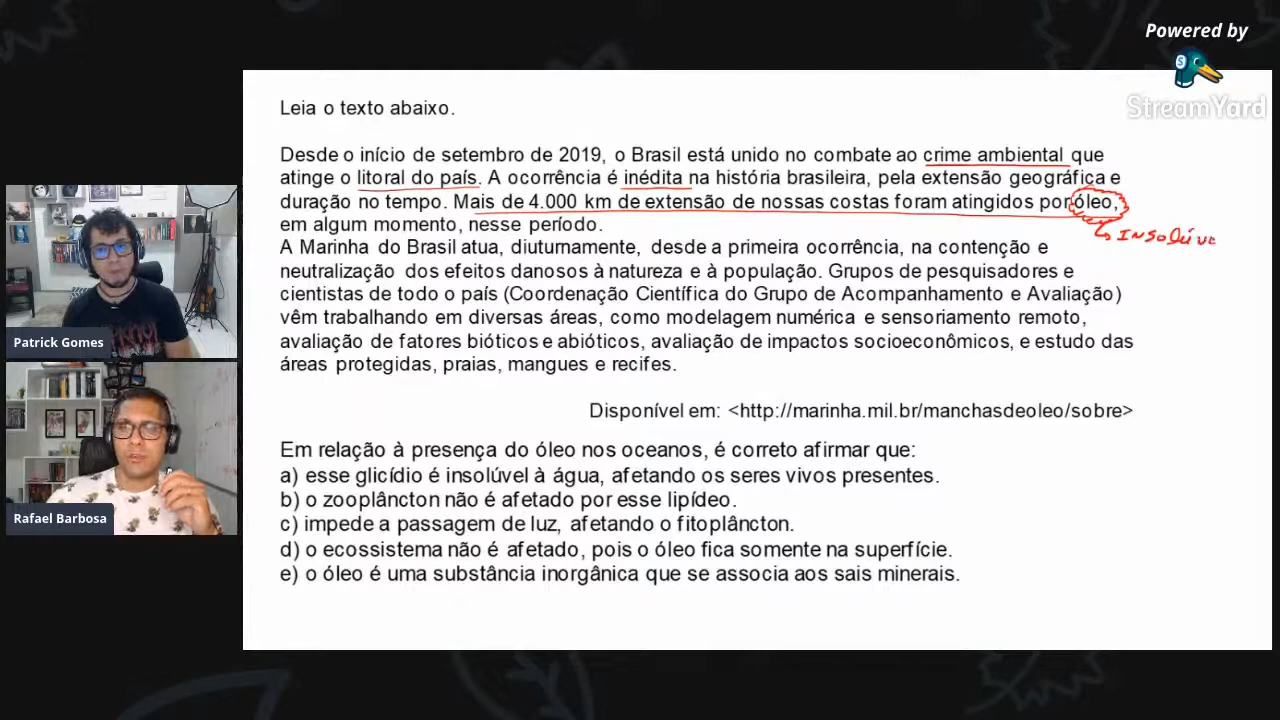 Powered by
StreamYard
Leia o texto abaixo.
Desde o início de setembro de 2019, o Brasil está unido no combate ao crime ambiental que
atinge o litoral do país. A ocorrência é inédita na história brasileira, pela extensão geográfica e
duração no tempo. Mais de 4.000 km de extensão de nossas costas foram atingidos por óleo,
em algum momento, nesse período.
A Marinha do Brasil atua, diuturnamente, desde a primeira ocorrência, na contenção e
neutralização dos efeitos danosos à natureza e à população. Grupos de pesquisadores e
cientistas de todo o país (Coordenação Científica do Grupo de Acompanhamento e Avaliação)
vêm trabalhando em diversas áreas, como modelagem numérica e sensoriamento remoto,
avaliação de fatores bióticos e abióticos, avaliação de impactos socioeconômicos, e estudo das
áreas protegidas, praias, mangues e recifes.
Disponível em: <http://marinha.mil.br/manchasdeoleo/sobre>
Em relação à presença do óleo nos oceanos, é correto afirmar que:
a) esse glicídio é insolúvel à água, afetando os seres vivos presentes.
b) o zooplâncton não é afetado por esse lipídeo.
c) impede a passagem de luz, afetando o fitoplâncton.
d) o ecossistema não é afetado, pois o óleo fica somente na superfície.
e) o óleo é uma substância inorgânica que se associa aos sais minerais.
Patrick Gomes
Rafael Barbosa